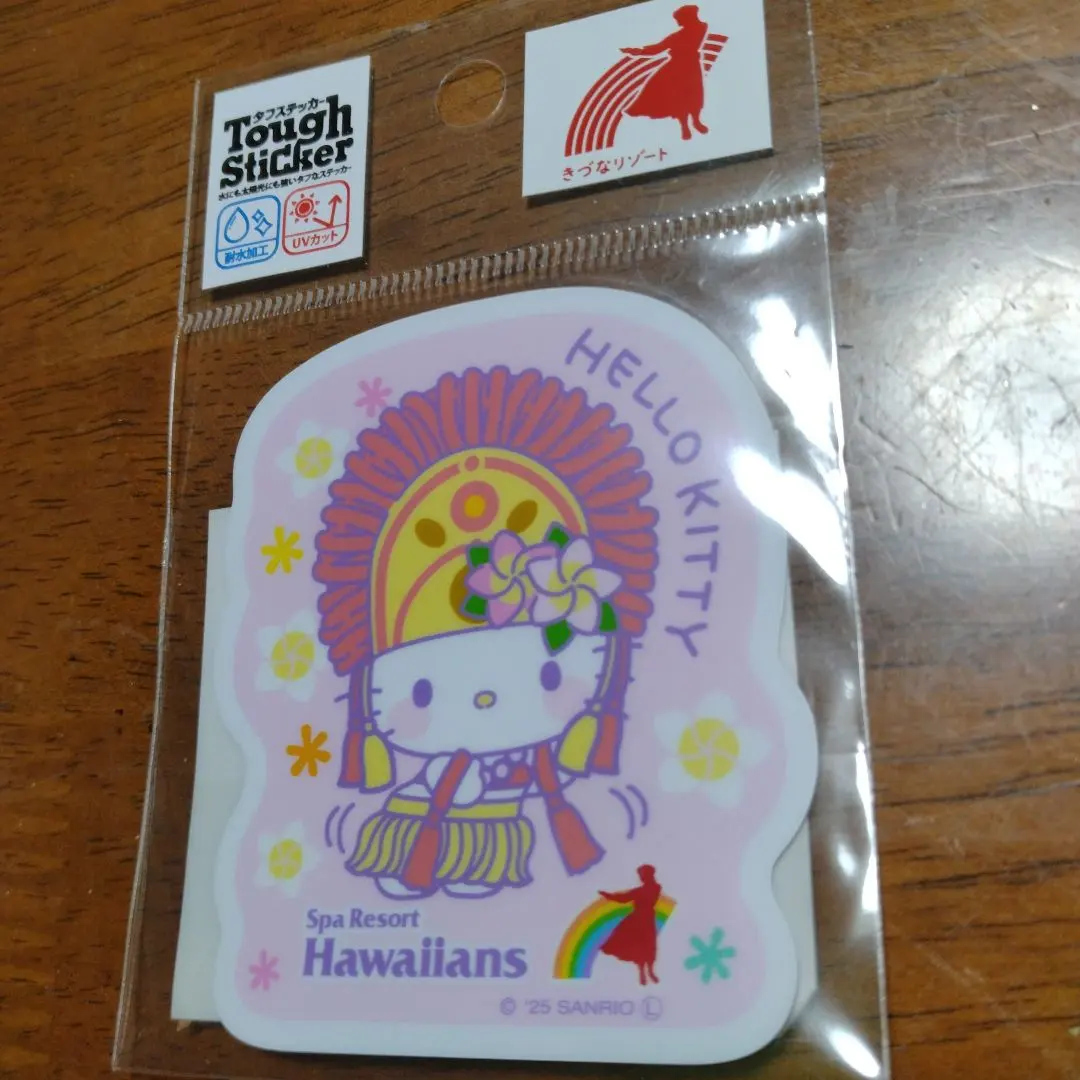 タフステッカー
Tough
Sticker
水にも太陽光にも強いタフなステッカー
耐水加工
UVカット
きづなリゾート
HELLO KITTY
Spa Resort
Hawaiians
© '25 SANRIO Ⓛ